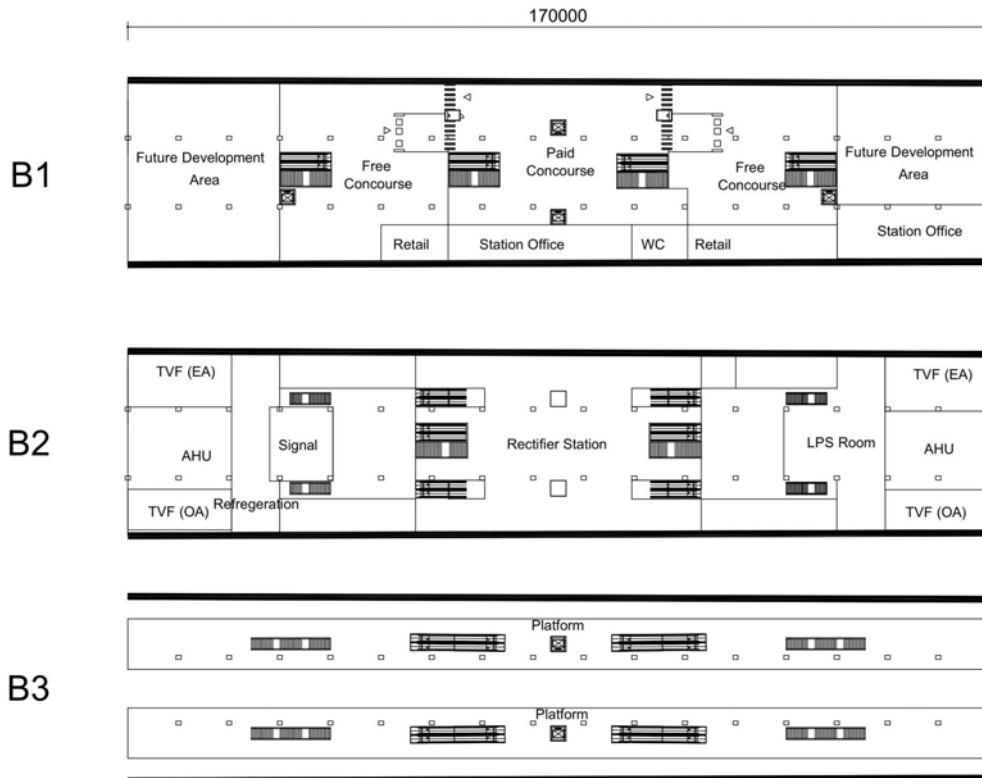 170000
B1
Future Development
Area
Free
Concourse
Paid
Concourse
Free
Concourse
Future Development
Area
Retail
Station Office
WC
Retail
Station Office
B2
TVF (EA)
TVF (EA)
AHU
Signal
Rectifier Station
LPS Room
AHU
TVF (OA)
Refregeration
TVF (OA)
B3
Platform
Platform